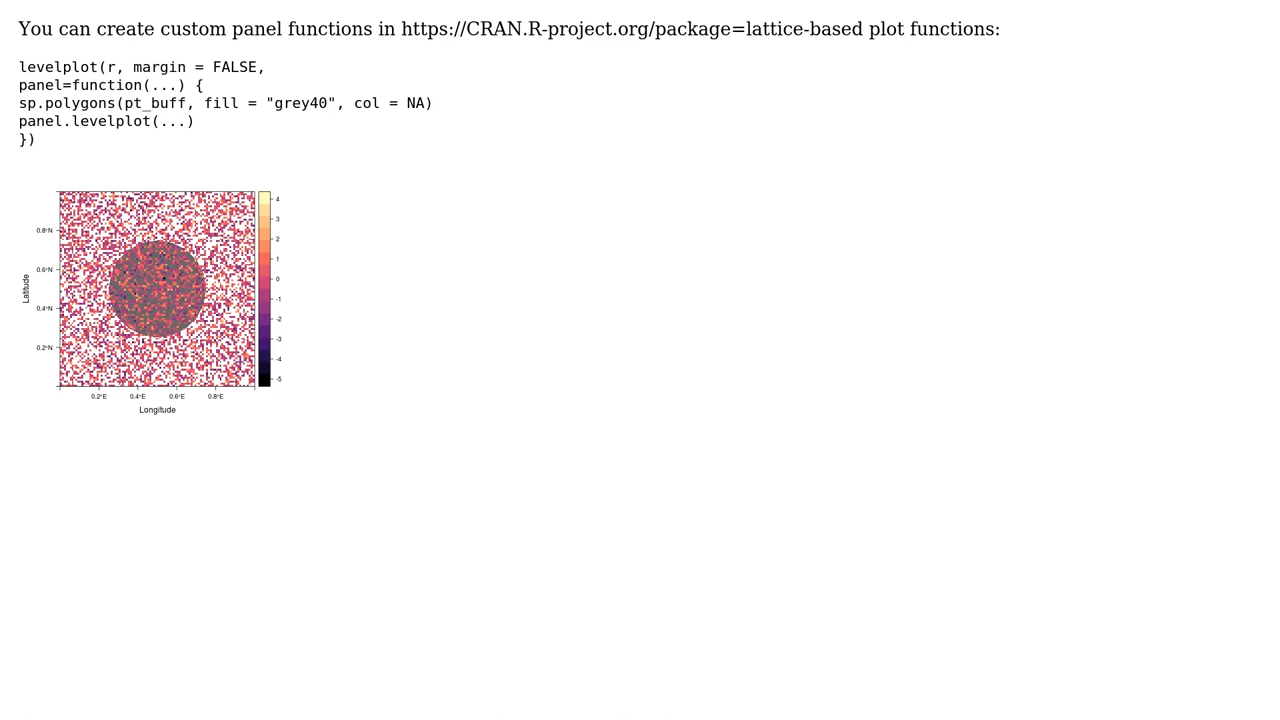 You can create custom panel functions in https://CRAN.R-project.org/package=lattice-based plot functions:
levelplot(r, margin = FALSE,
panel=function(...) {
sp.polygons(pt_buff, fill = "grey40", col = NA)
panel.levelplot(...)
})
4
3
2
1
0
-1
-2
-3
-4
-5
0.8°N
0.6°N
0.4°N
0.2°N
Latitude
0.2°E 0.4°E 0.6°E 0.8°E
Longitude